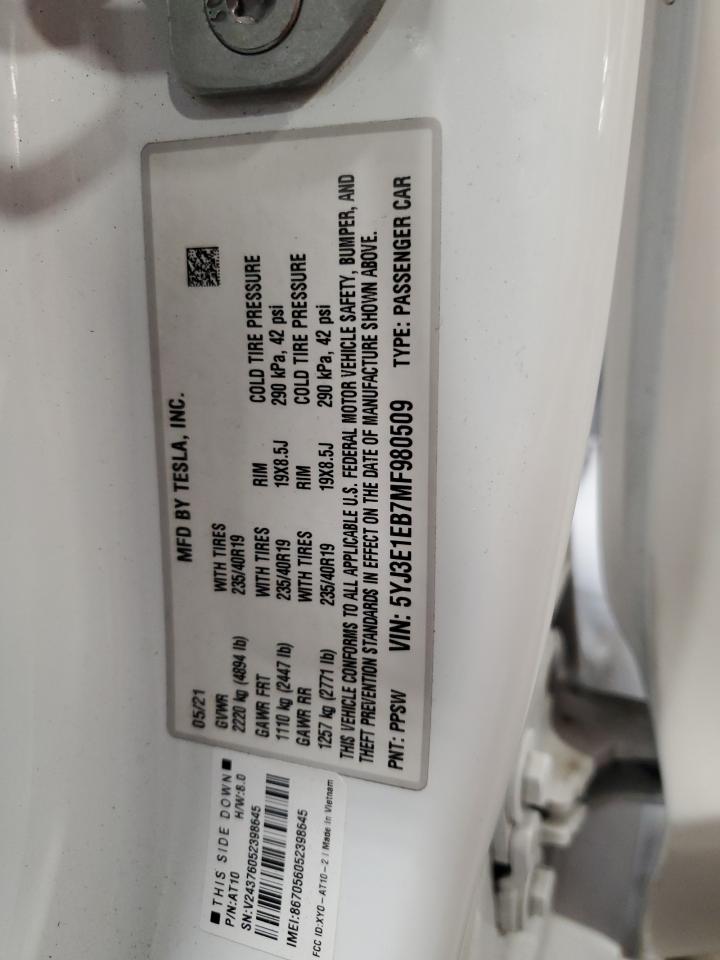 MFD BY TESLA, INC.
05/21
GVWR WITH TIRES
2220 kg (4894 lb) 235/40R19
GAWR FRT WITH TIRES RIM COLD TIRE PRESSURE
1110 kg (2447 lb) 235/40R19 19X8.5J 290 kPa, 42 psi
GAWR RR WITH TIRES RIM COLD TIRE PRESSURE
1257 kg (2771 lb) 235/40R19 19X8.5J 290 kPa, 42 psi
THIS VEHICLE CONFORMS TO ALL APPLICABLE U.S. FEDERAL MOTOR VEHICLE SAFETY, BUMPER, AND
THEFT PREVENTION STANDARDS IN EFFECT ON THE DATE OF MANUFACTURE SHOWN ABOVE.
PNT: PPSW VIN: 5YJ3E1EB7MF980509 TYPE: PASSENGER CAR
THIS SIDE DOWN
P/N:AT10 H/W:8.0
SN:V24376052398645
IMEI:867056052398645
FCC ID:XYO-AT10-2 | Made in Vietnam